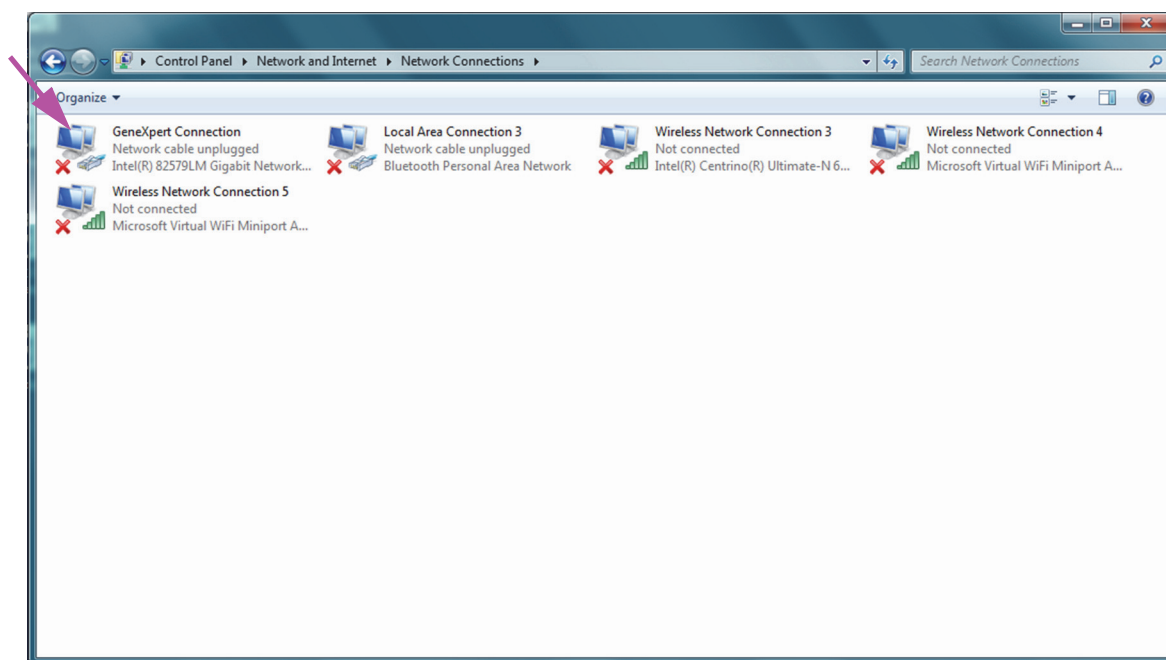 Control Panel Network and Internet Network Connections Search Network Connections
Organize
GeneXpert Connection
Network cable unplugged
Intel(R) 82579LM Gigabit Network...
Local Area Connection 3
Network cable unplugged
Bluetooth Personal Area Network
Wireless Network Connection 3
Not connected
Intel(R) Centrino(R) Ultimate-N 6...
Wireless Network Connection 4
Not connected
Microsoft Virtual WiFi Miniport A...
Wireless Network Connection 5
Not connected
Microsoft Virtual WiFi Miniport A...